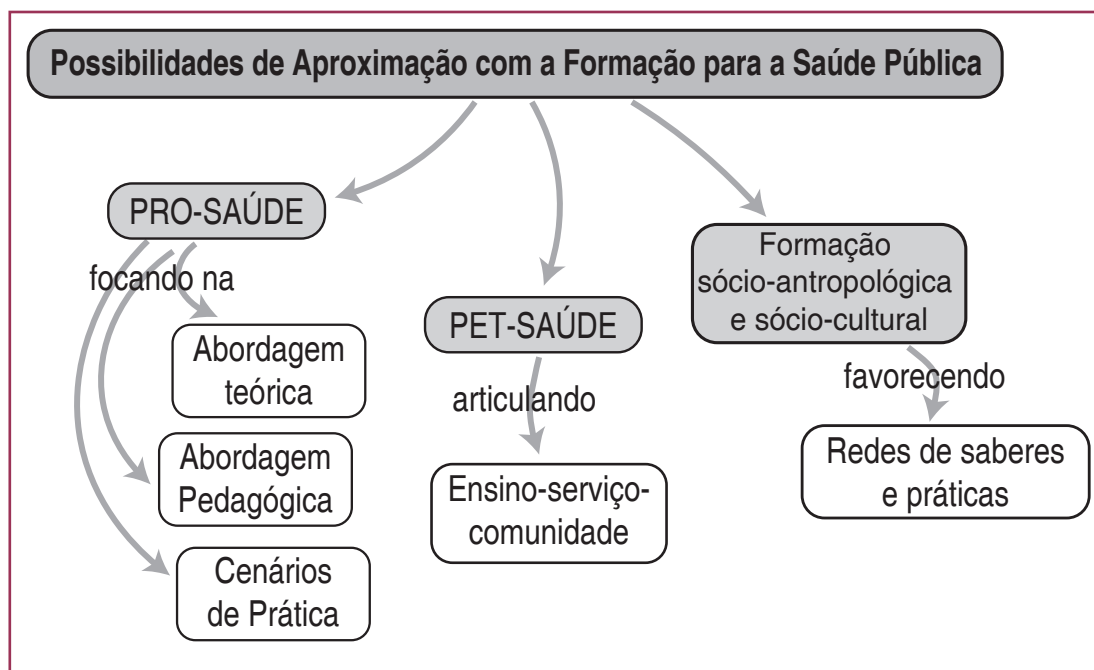 Possibilidades de Aproximação com a Formação para a Saúde Pública
PRO-SAÚDE
focando na
Abordagem
teórica
Abordagem
Pedagógica
Cenários
de Prática
PET-SAÚDE
articulando
Ensino-serviço-
comunidade
Formação
sócio-antropológica
e sócio-cultural
favorecendo
Redes de saberes
e práticas